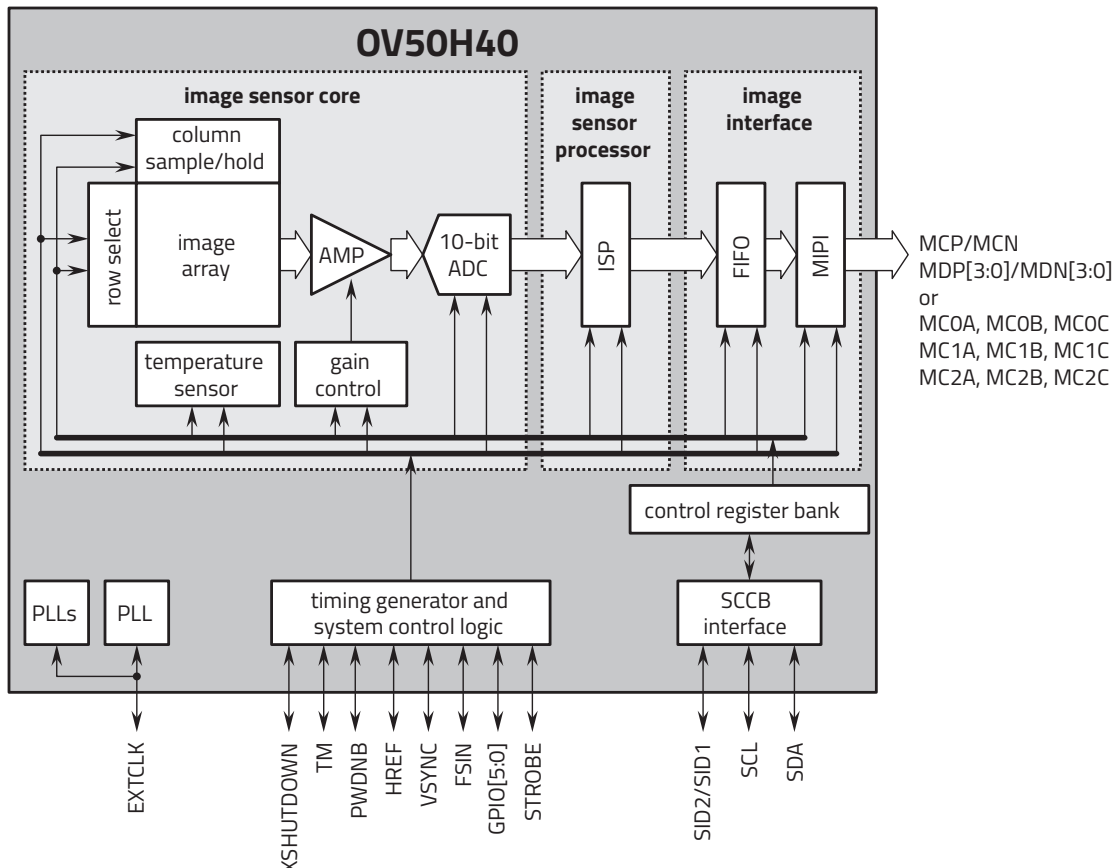 OV50H40
image sensor core
image
sensor
processor
image
interface
column
sample/hold
row select
image
array
AMP
10-bit
ADC
ISP
FIFO
MIPI
MCP/MCN
MDP[3:0]/MDN[3:0]
or
MC0A, MC0B, MC0C
MC1A, MC1B, MC1C
MC2A, MC2B, MC2C
temperature
sensor
gain
control
control register bank
PLLs
PLL
timing generator and
system control logic
SCCB
interface
EXTCLK
XSHUTDOWN
TM
PWDNB
HREF
VSYNC
FSIN
GPIO[5:0]
STROBE
SID2/SID1
SCL
SDA